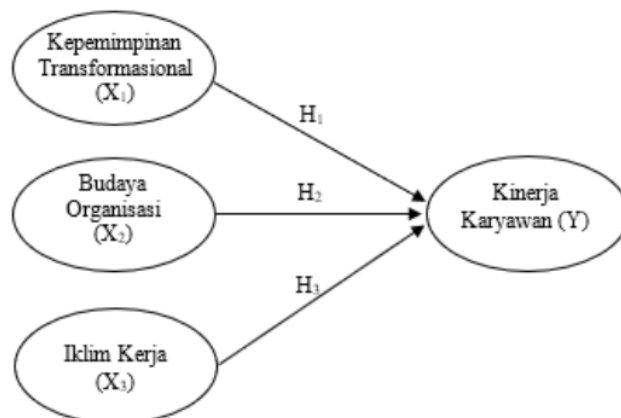 Kepemimpinan
Transformasional
(X₁)
H₁
Budaya
Organisasi
(X₂)
H₂
Kinerja
Karyawan (Y)
H₃
Iklim Kerja
(X₃)